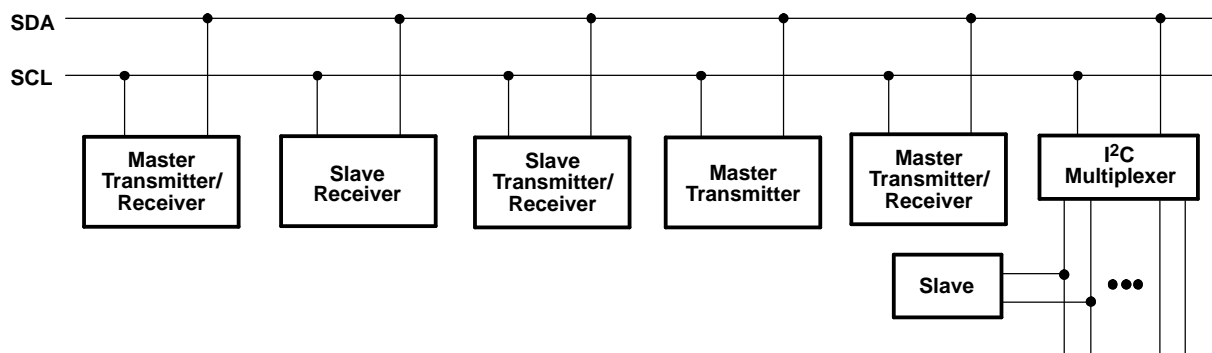 SDA
SCL
Master
Transmitter/
Receiver
Slave
Receiver
Slave
Transmitter/
Receiver
Master
Transmitter
Master
Transmitter/
Receiver
I²C
Multiplexer
Slave